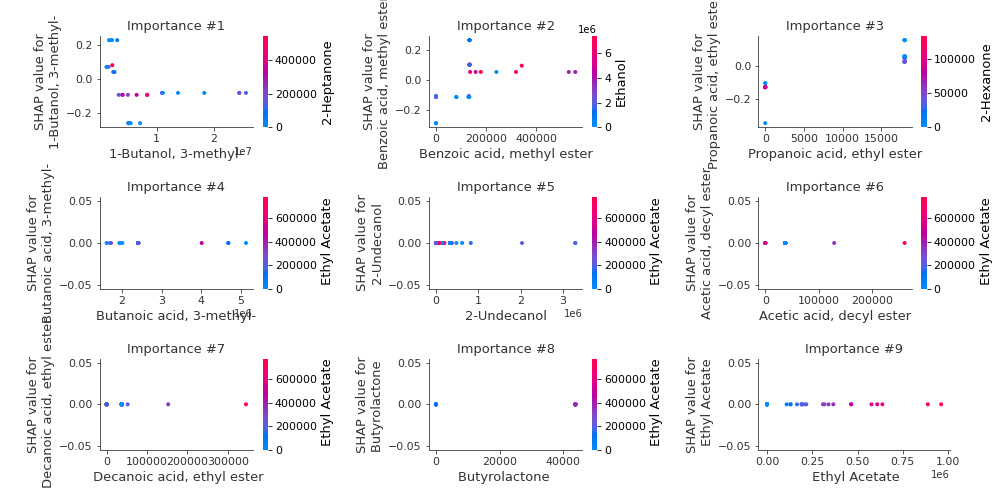 Importance #1
SHAP value for
1-Butanol, 3-methyl-
0.2
0.0
−0.2
1
2
1e7
1-Butanol, 3-methyl-
400000
200000
0
2-Heptanone
Importance #2
SHAP value for
Benzoic acid, methyl ester
0.2
0.0
−0.2
0
200000
400000
Benzoic acid, methyl ester
1e6
6
4
2
0
Ethanol
Importance #3
SHAP value for
Propanoic acid, ethyl ester
0.0
−0.2
0
5000
10000
15000
Propanoic acid, ethyl ester
100000
50000
0
2-Hexanone
Importance #4
SHAP value for
Butanoic acid, 3-methyl-
0.05
0.00
−0.05
2
3
4
5
1e6
Butanoic acid, 3-methyl-
600000
400000
200000
0
Ethyl Acetate
Importance #5
SHAP value for
2-Undecanol
0.05
0.00
−0.05
0
1
2
3
1e6
2-Undecanol
600000
400000
200000
0
Ethyl Acetate
Importance #6
SHAP value for
Acetic acid, decyl ester
0.05
0.00
−0.05
0
100000
200000
Acetic acid, decyl ester
600000
400000
200000
0
Ethyl Acetate
Importance #7
SHAP value for
Decanoic acid, ethyl ester
0.05
0.00
−0.05
0
100000
200000
300000
Decanoic acid, ethyl ester
600000
400000
200000
0
Ethyl Acetate
Importance #8
SHAP value for
Butyrolactone
0.05
0.00
−0.05
0
20000
40000
Butyrolactone
600000
400000
200000
0
Ethyl Acetate
Importance #9
SHAP value for
Ethyl Acetate
0.05
0.00
−0.05
0.00
0.25
0.50
0.75
1.00
1e6
Ethyl Acetate